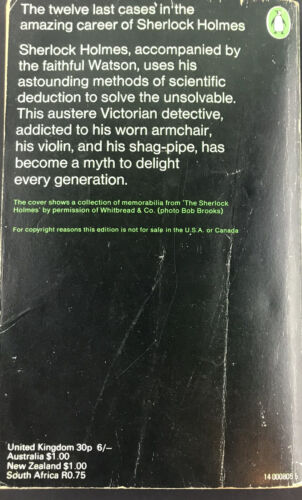 The twelve last cases in the
amazing career of Sherlock Holmes
Sherlock Holmes, accompanied by
the faithful Watson, uses his
astounding methods of scientific
deduction to solve the unsolvable.
This austere Victorian detective,
addicted to his worn armchair,
his violin, and his shag-pipe, has
become a myth to delight
every generation.
The cover shows a collection of memorabilia from 'The Sherlock
Holmes' by permission of Whitbread & Co. (photo Bob Brooks)
For copyright reasons this edition is not for sale in the U.S.A. or Canada
United Kingdom 30p 6/–
Australia $1.00
New Zealand $1.00
South Africa R0.75